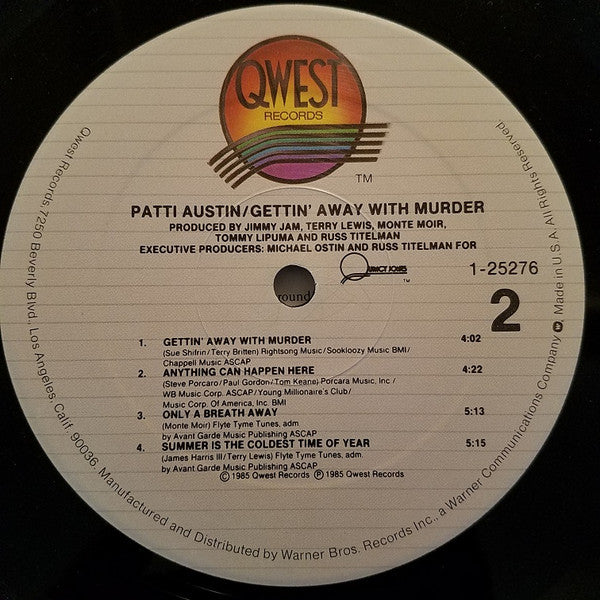 QWEST
RECORDS
TM
PATTI AUSTIN/GETTIN' AWAY WITH MURDER
PRODUCED BY JIMMY JAM, TERRY LEWIS, MONTE MOIR,
TOMMY LIPUMA AND RUSS TITELMAN
EXECUTIVE PRODUCERS: MICHAEL OSTIN AND RUSS TITELMAN FOR
QUINCY JONES
TM
1-25276
round
2
1. GETTIN' AWAY WITH MURDER 4:02
(Sue Shifrin/Terry Britten) Rightsong Music/Sookloozy Music BMI/
Chappell Music ASCAP
2. ANYTHING CAN HAPPEN HERE 4:22
(Steve Porcaro/Paul Gordon/Tom Keane) Porcara Music, Inc/
WB Music Corp. ASCAP/Young Millionaire's Club/
Music Corp. Of America, Inc. BMI
3. ONLY A BREATH AWAY 5:13
(Monte Moir) Flyte Tyme Tunes, adm
by Avant Garde Music Publishing ASCAP
4. SUMMER IS THE COLDEST TIME OF YEAR 5:15
(James Harris III/Terry Lewis) Flyte Tyme Tunes, adm.
by Avant Garde Music Publishing ASCAP
© 1985 Qwest Records ℗ 1985 Qwest Records
Qwest Records, 7250 Beverly Blvd., Los Angeles, Calif. 90036, Manufactured and Distributed by Warner Bros. Records Inc., a Warner Communications Company, Made in U.S.A. All Rights Reserved.